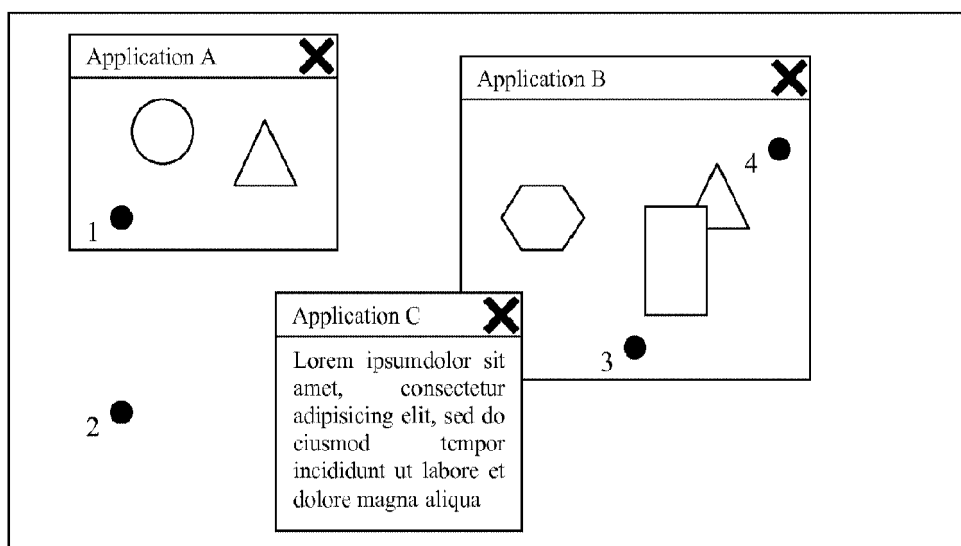 Application A
1
Application B
4
3
Application C
Lorem ipsumdolor sit
amet, consectetur
adipisicing elit, sed do
eiusmod tempor
incididunt ut labore et
dolore magna aliqua
2